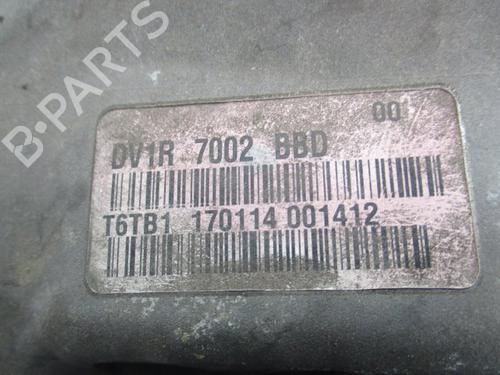 B-PARTS
00
DV1R 7002 BBD
T6TB1 170114 001412